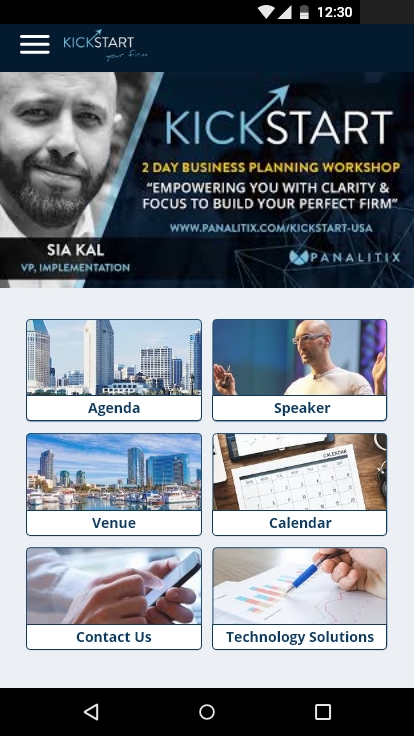 12:30
KICKSTART
your firm
KICKSTART
2 DAY BUSINESS PLANNING WORKSHOP
“EMPOWERING YOU WITH CLARITY &
FOCUS TO BUILD YOUR PERFECT FIRM”
WWW.PANALITIX.COM/KICKSTART-USA
PANALITIX
SIA KAL
VP, IMPLEMENTATION
Agenda
Speaker
CALENDAR
Venue
Calendar
Contact Us
Technology Solutions